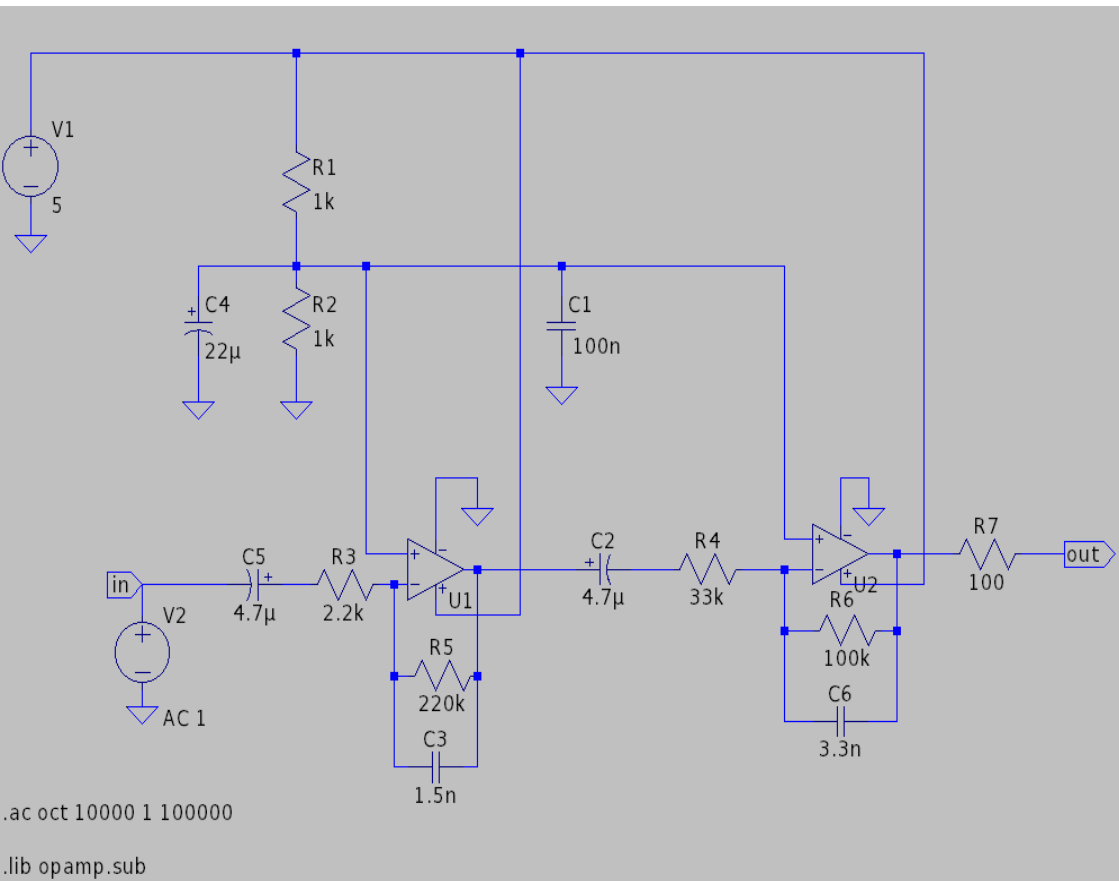 V1
5
R1
1k
C4
22µ
R2
1k
C1
100n
in
V2
AC 1
C5
4.7µ
R3
2.2k
U1
R5
220k
C3
1.5n
C2
4.7µ
R4
33k
U2
R6
100k
C6
3.3n
R7
100
out
.ac oct 10000 1 100000
.lib opamp.sub